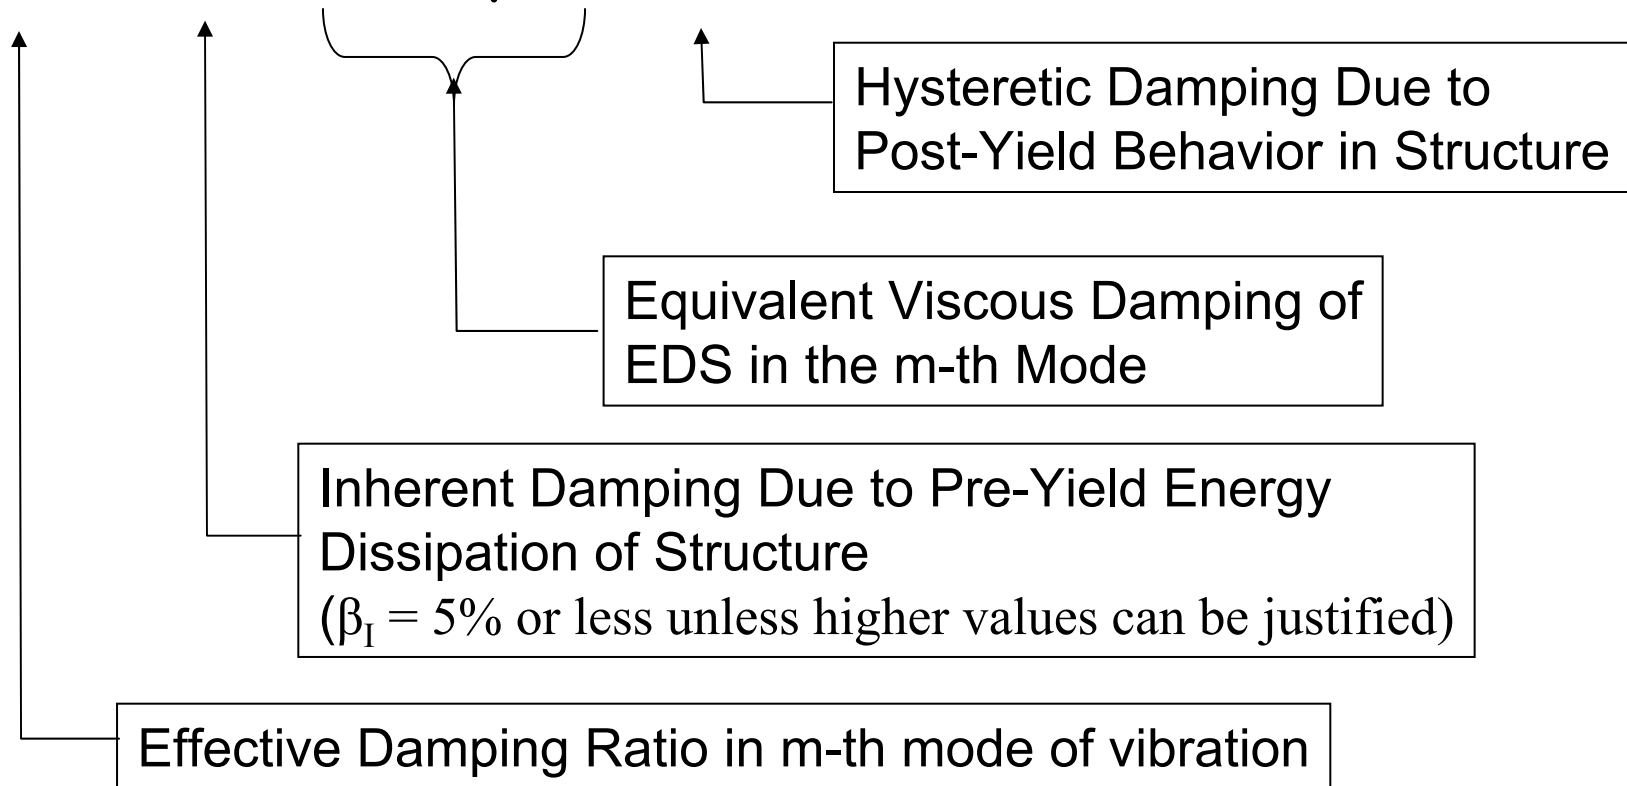 Hysteretic Damping Due to
Post-Yield Behavior in Structure
Equivalent Viscous Damping of
EDS in the m-th Mode
Inherent Damping Due to Pre-Yield Energy
Dissipation of Structure
(β_I = 5% or less unless higher values can be justified)
Effective Damping Ratio in m-th mode of vibration